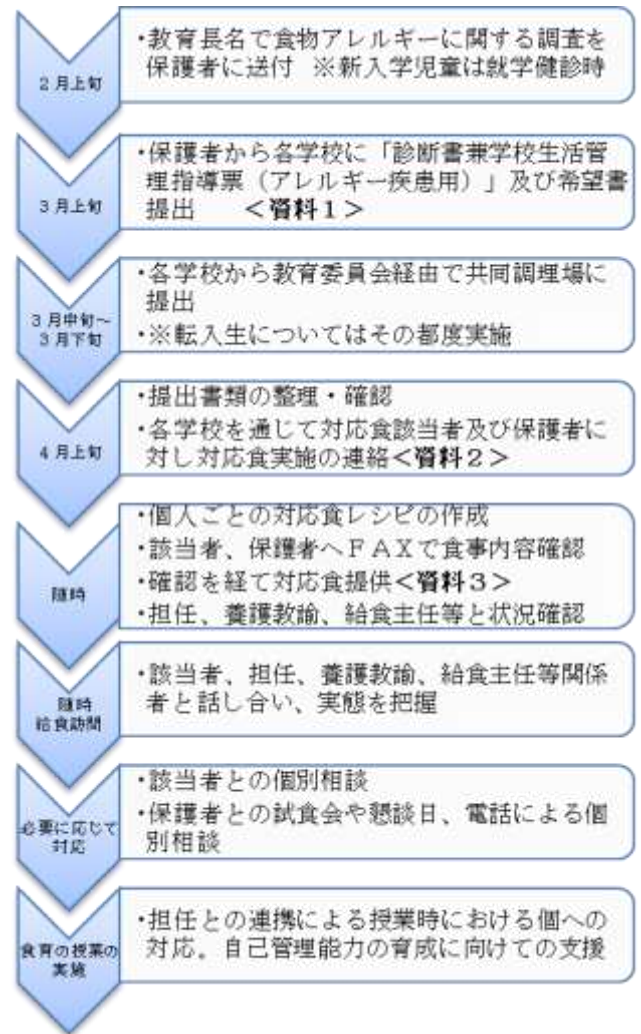 2月上旬
・教育長名で食物アレルギーに関する調査を
保護者に送付 ※新入学児童は就学健診時
3月上旬
・保護者から各学校に「診断書兼学校生活管
理指導票(アレルギー疾患用)」及び希望書
提出 <資料1>
3月中旬~
3月下旬
・各学校から教育委員会経由で共同調理場に
提出
・※転入生についてはその都度実施
4月上旬
・提出書類の整理・確認
・各学校を通じて対応食該当者及び保護者に
対し対応食実施の連絡<資料2>
随時
・個人ごとの対応食レシピの作成
・該当者、保護者へFAXで食事内容確認
・確認を経て対応食提供<資料3>
・担任、養護教諭、給食主任等と状況確認
随時
給食訪問
・該当者、担任、養護教諭、給食主任等関係
者と話し合い、実態を把握
必要に応じて
対応
・該当者との個別相談
・保護者との試食会や懇談日、電話による個
別相談
食育の授業の
実施
・担任との連携による授業時における個への
対応。自己管理能力の育成に向けての支援